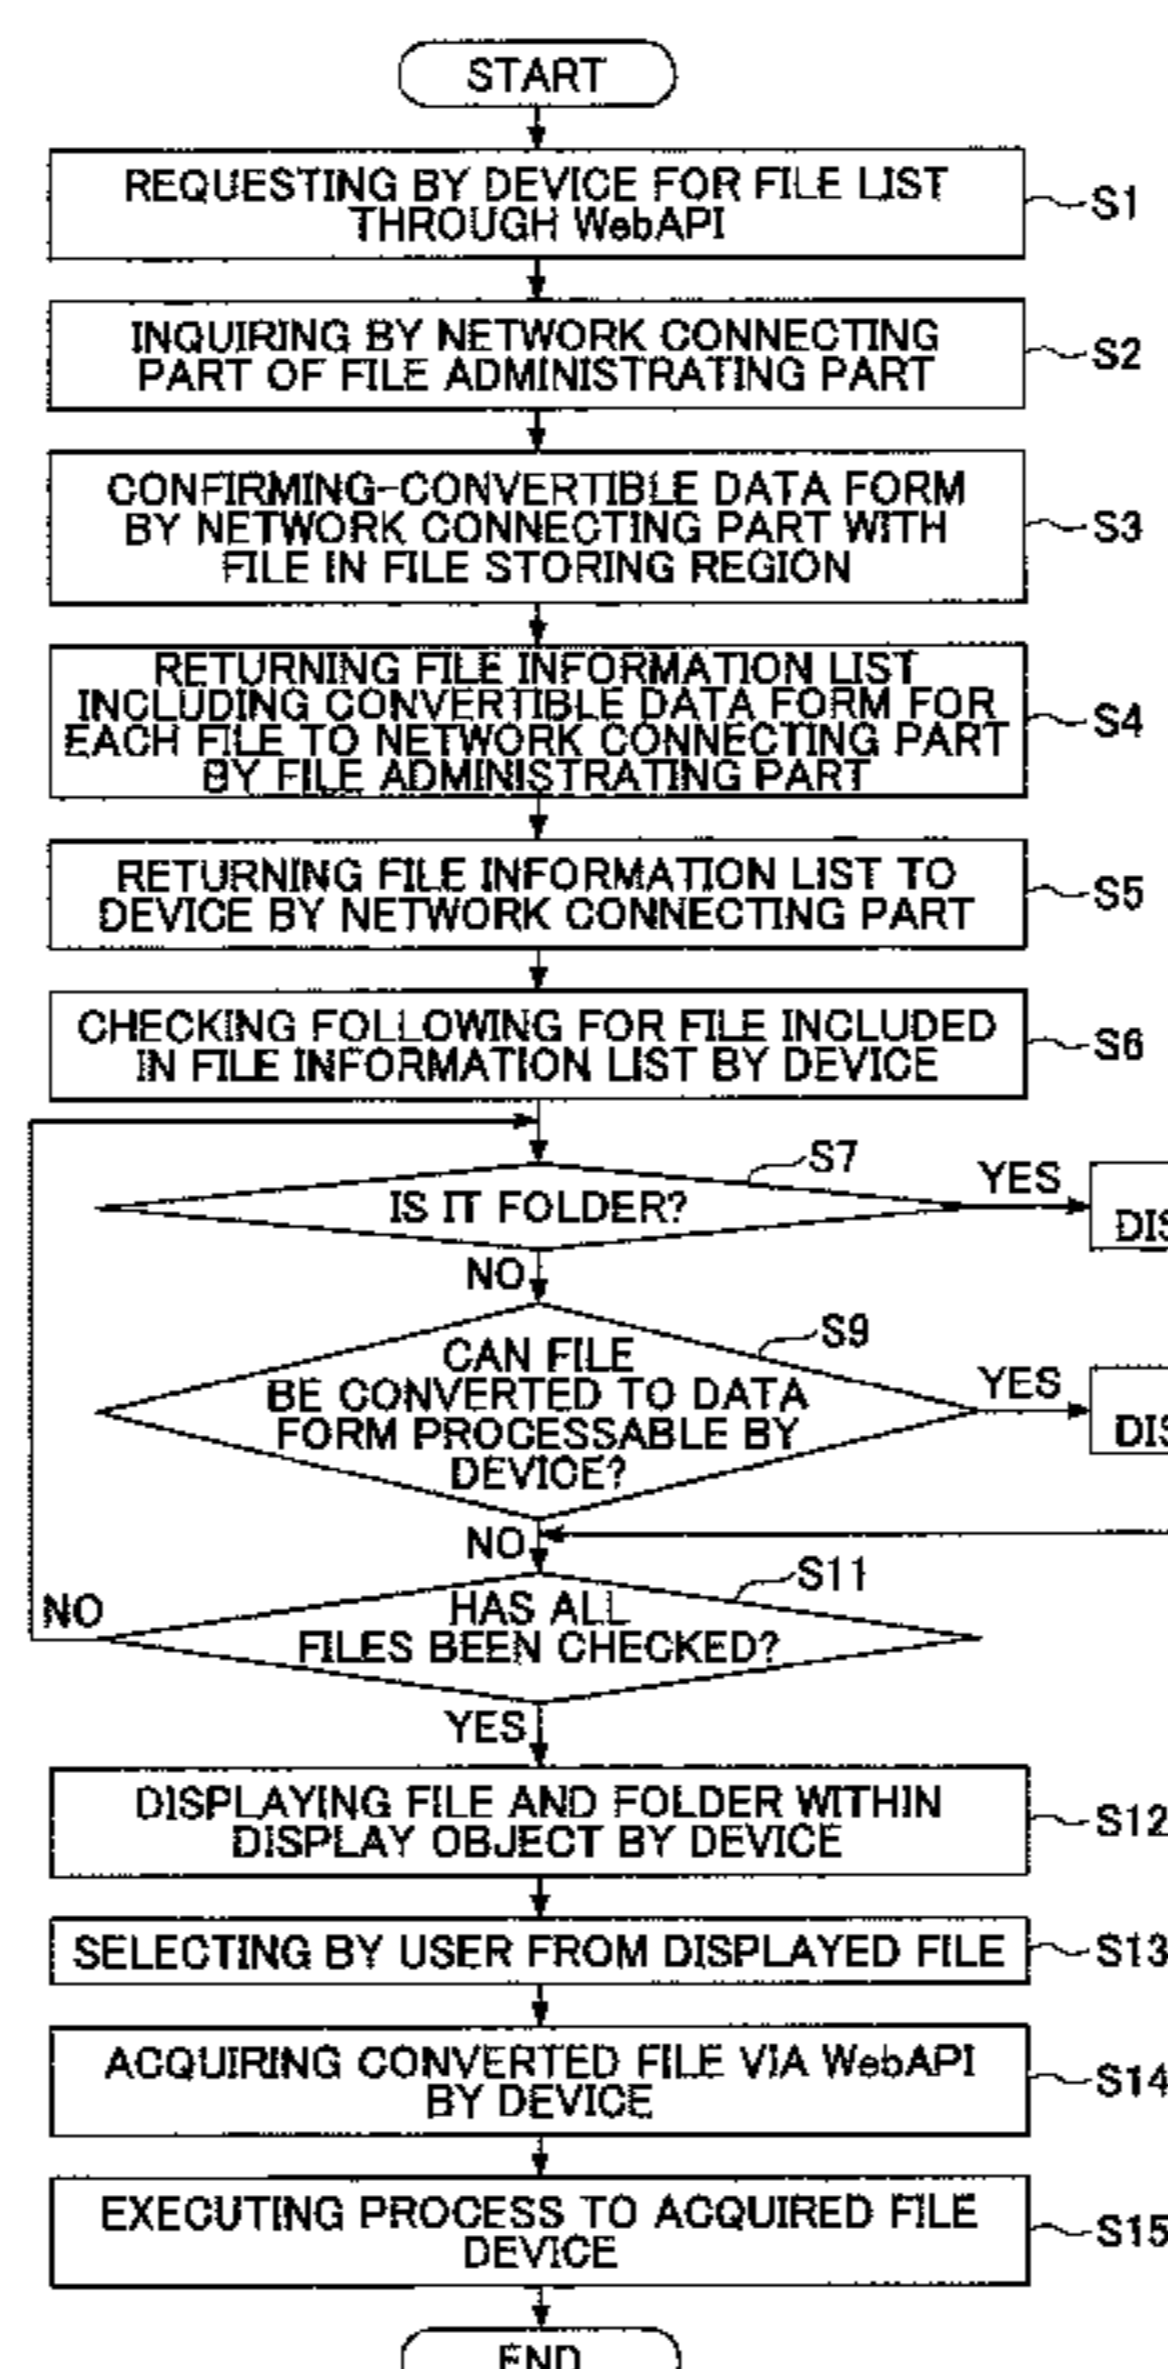 START
REQUESTING BY DEVICE FOR FILE LIST
THROUGH WebAPI
S1
INQUIRING BY NETWORK CONNECTING
PART OF FILE ADMINISTRATING PART
S2
CONFIRMING-CONVERTIBLE DATA FORM
BY NETWORK CONNECTING PART WITH
FILE IN FILE STORING REGION
S3
RETURNING FILE INFORMATION LIST
INCLUDING CONVERTIBLE DATA FORM FOR
EACH FILE TO NETWORK CONNECTING PART
BY FILE ADMINISTRATING PART
S4
RETURNING FILE INFORMATION LIST TO
DEVICE BY NETWORK CONNECTING PART
S5
CHECKING FOLLOWING FOR FILE INCLUDED
IN FILE INFORMATION LIST BY DEVICE
S6
S7
IS IT FOLDER?
YES
DIS
NO
S9
CAN FILE
BE CONVERTED TO DATA
FORM PROCESSABLE BY
DEVICE?
YES
DIS
NO
S11
HAS ALL
FILES BEEN CHECKED?
NO
YES
DISPLAYING FILE AND FOLDER WITHIN
DISPLAY OBJECT BY DEVICE
S12
SELECTING BY USER FROM DISPLAYED FILE
S13
ACQUIRING CONVERTED FILE VIA WebAPI
BY DEVICE
S14
EXECUTING PROCESS TO ACQUIRED FILE
DEVICE
S15
END